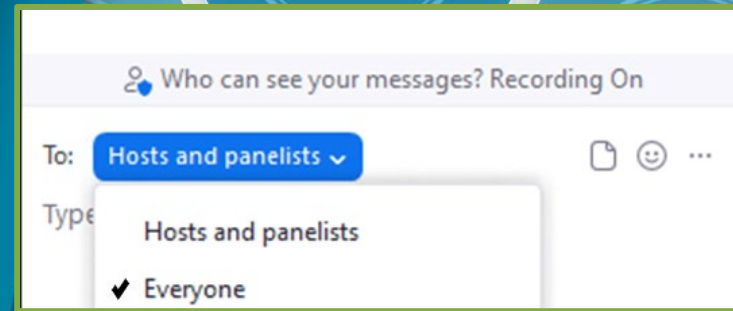 Who can see your messages? Recording On
To: Hosts and panelists
Type
Hosts and panelists
✔ Everyone